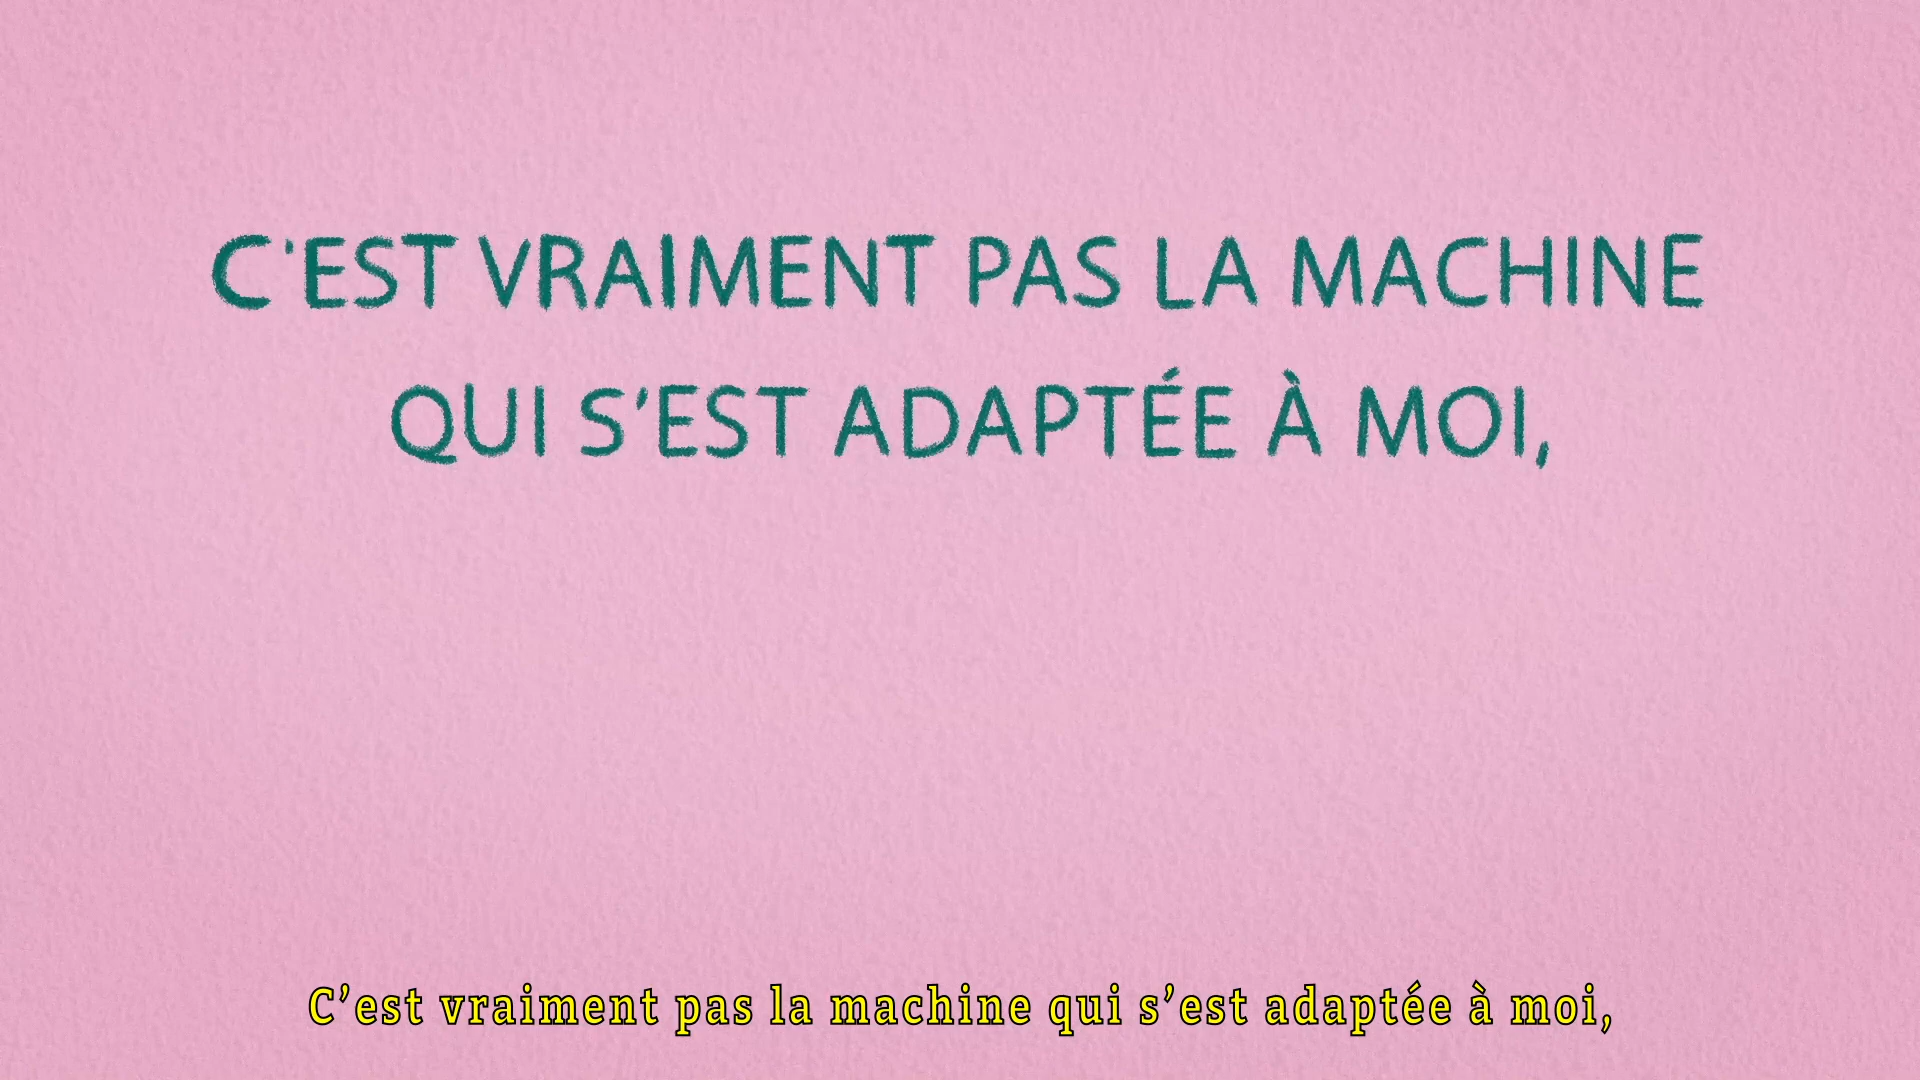 C'EST VRAIMENT PAS LA MACHINE
QUI S'EST ADAPTÉE À MOI,
C’est vraiment pas la machine qui s’est adaptée à moi,